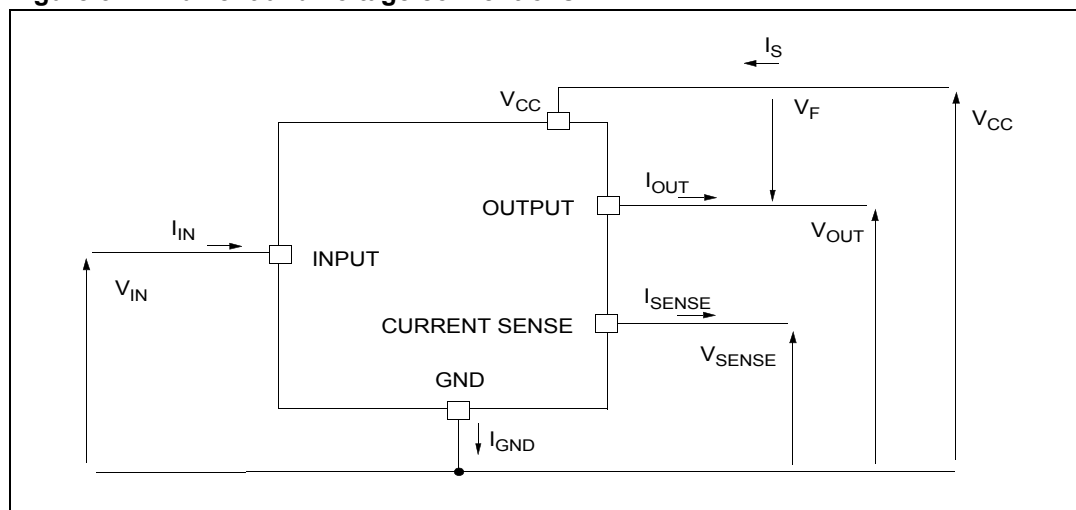 I_S
V_CC
V_F
V_CC
I_OUT
OUTPUT
V_OUT
I_IN
INPUT
V_IN
I_SENSE
CURRENT SENSE
V_SENSE
GND
I_GND